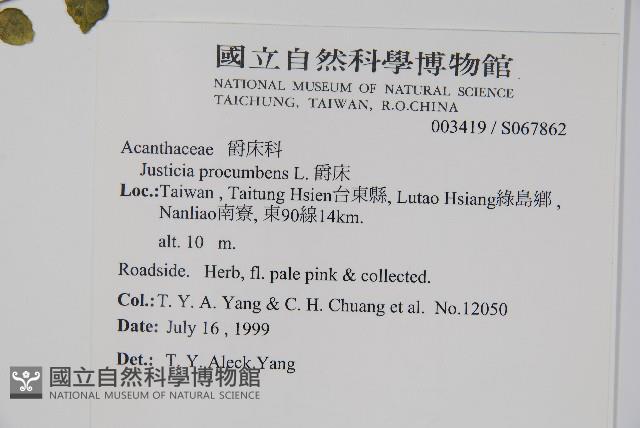 國立自然科學博物館
NATIONAL MUSEUM OF NATURAL SCIENCE
TAICHUNG, TAIWAN, R.O.CHINA
003419 / S067862
Acanthaceae 爵床科
Justicia procumbens L. 爵床
Loc.:Taiwan , Taitung Hsien台東縣, Lutao Hsiang綠島鄉 ,
Nanliao南寮, 東90線14km.
alt. 10 m.
Roadside. Herb, fl. pale pink & collected.
Col.: T. Y. A. Yang & C. H. Chuang et al. No.12050
Date: July 16 , 1999
Det.: T. Y. Aleck Yang
國立自然科學博物館
NATIONAL MUSEUM OF NATURAL SCIENCE